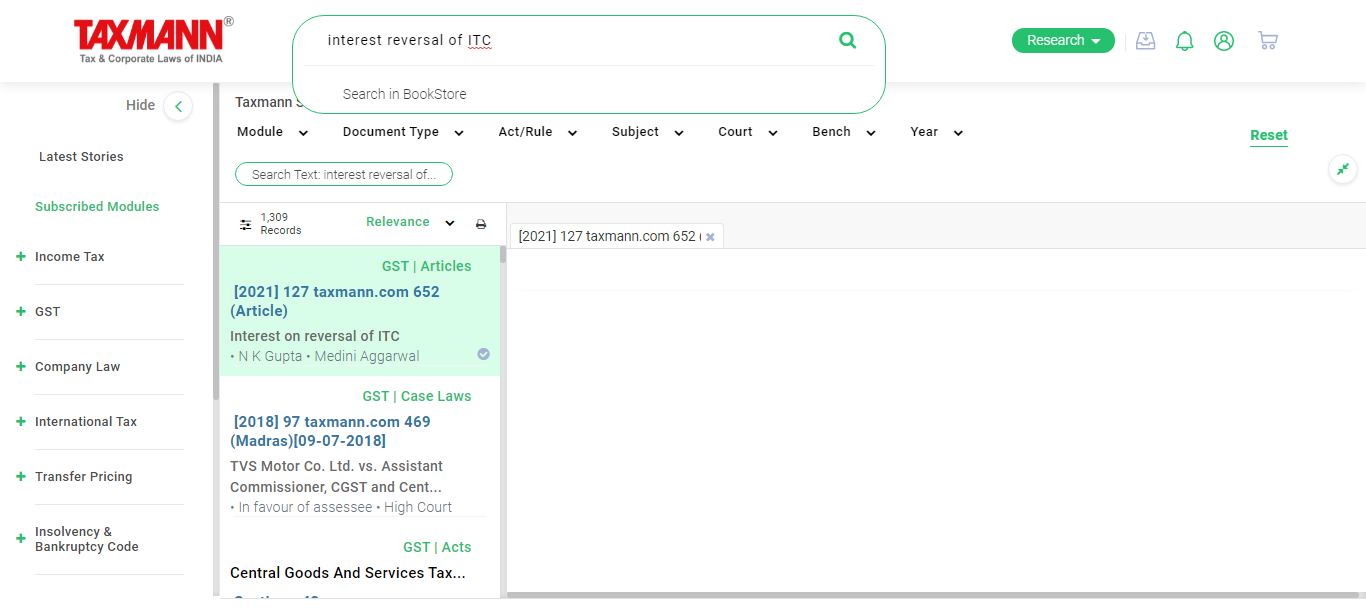 TAXMANN®
Tax & Corporate Laws of INDIA
interest reversal of ITC
Search in BookStore
Research
Hide
Latest Stories
Subscribed Modules
Income Tax
GST
Company Law
International Tax
Transfer Pricing
Insolvency &
Bankruptcy Code
Taxmann
Module
Document Type
Act/Rule
Subject
Court
Bench
Year
Reset
Search Text: interest reversal of...
1,309
Records
Relevance
GST | Articles
[2021] 127 taxmann.com 652
(Article)
Interest on reversal of ITC
• N K Gupta • Medini Aggarwal
GST | Case Laws
[2018] 97 taxmann.com 469
(Madras)[09-07-2018]
TVS Motor Co. Ltd. vs. Assistant
Commissioner, CGST and Cent...
• In favour of assessee • High Court
GST | Acts
Central Goods And Services Tax...
[2021] 127 taxmann.com 652 (